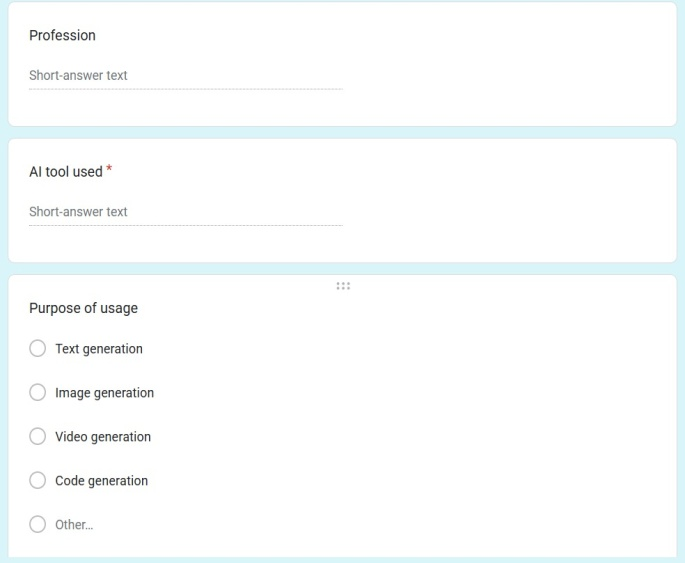 Profession
Short-answer text
AI tool used *
Short-answer text
Purpose of usage
Text generation
Image generation
Video generation
Code generation
Other...